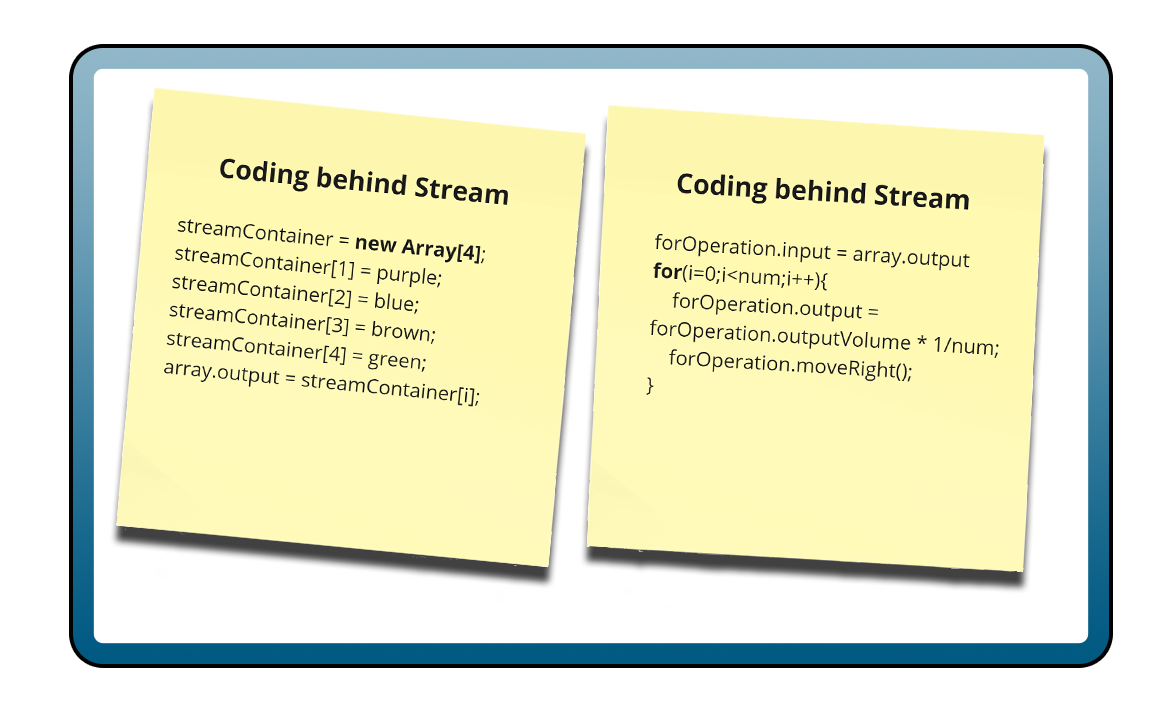 Coding behind Stream
streamContainer = new Array[4];
streamContainer[1] = purple;
streamContainer[2] = blue;
streamContainer[3] = brown;
streamContainer[4] = green;
array.output = streamContainer[i];
Coding behind Stream
forOperation.input = array.output
for(i=0;i<num;i++){
forOperation.output =
forOperation.outputVolume * 1/num;
forOperation.moveRight();
}